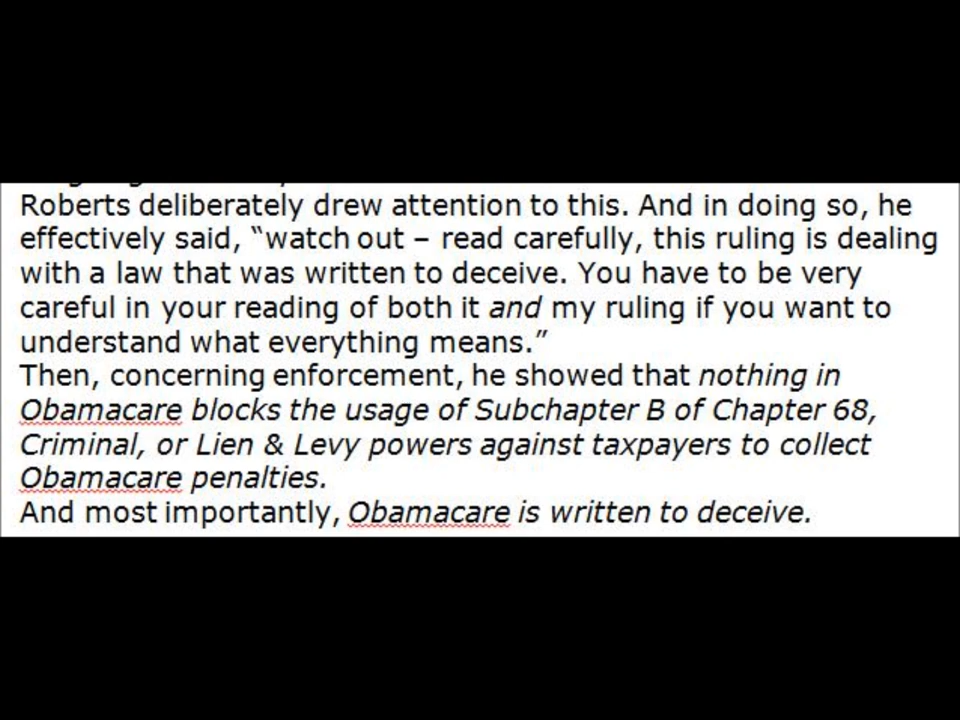 Roberts deliberately drew attention to this. And in doing so, he
effectively said, “watch out – read carefully, this ruling is dealing
with a law that was written to deceive. You have to be very
careful in your reading of both it and my ruling if you want to
understand what everything means.”
Then, concerning enforcement, he showed that nothing in
Obamacare blocks the usage of Subchapter B of Chapter 68,
Criminal, or Lien & Levy powers against taxpayers to collect
Obamacare penalties.
And most importantly, Obamacare is written to deceive.